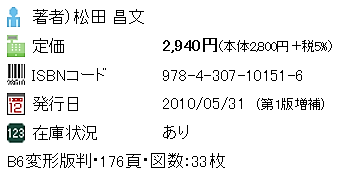 著者)松田 昌文
定価 2,940円(本体2,800円+税5%)
ISBNコード 978-4-307-10151-6
発行日 2010/05/31 (第1版増補)
在庫状況 あり
B6変形版判・176頁・図数:33枚